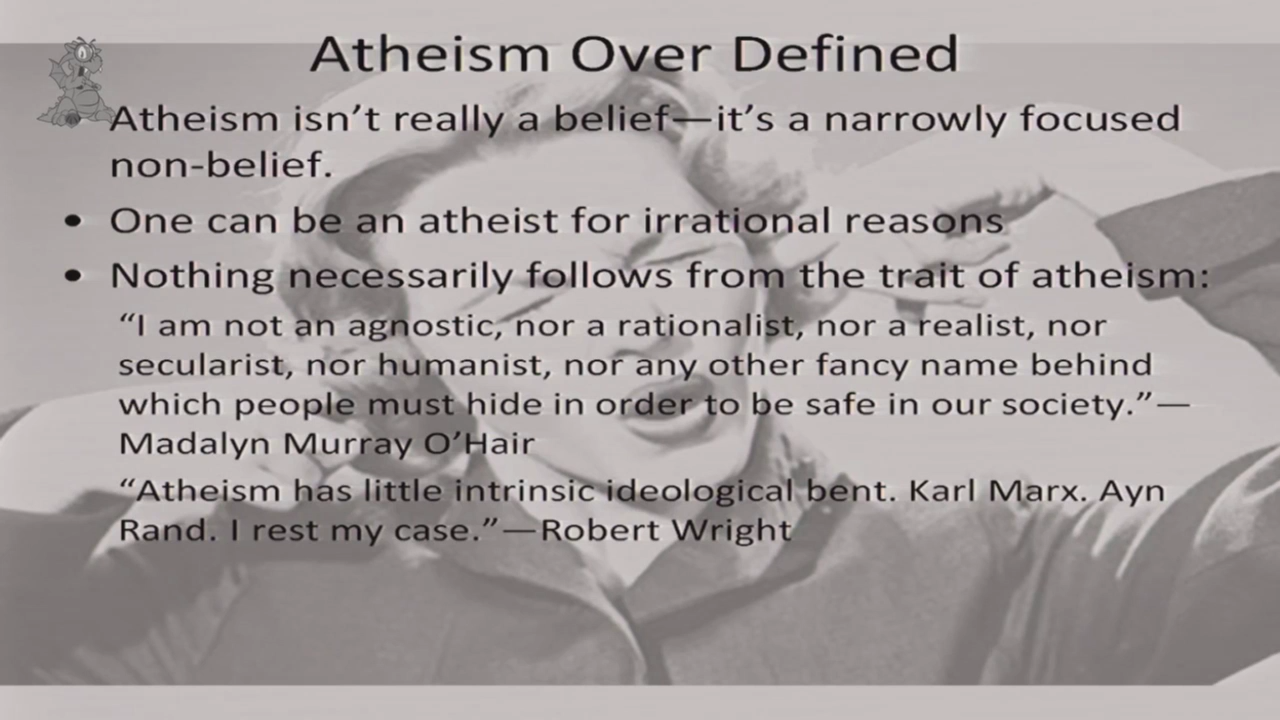 Atheism Over Defined
Atheism isn’t really a belief—it’s a narrowly focused
non-belief.
• One can be an atheist for irrational reasons
• Nothing necessarily follows from the trait of atheism:
“I am not an agnostic, nor a rationalist, nor a realist, nor
secularist, nor humanist, nor any other fancy name behind
which people must hide in order to be safe in our society.”—
Madalyn Murray O’Hair
“Atheism has little intrinsic ideological bent. Karl Marx. Ayn
Rand. I rest my case.”—Robert Wright